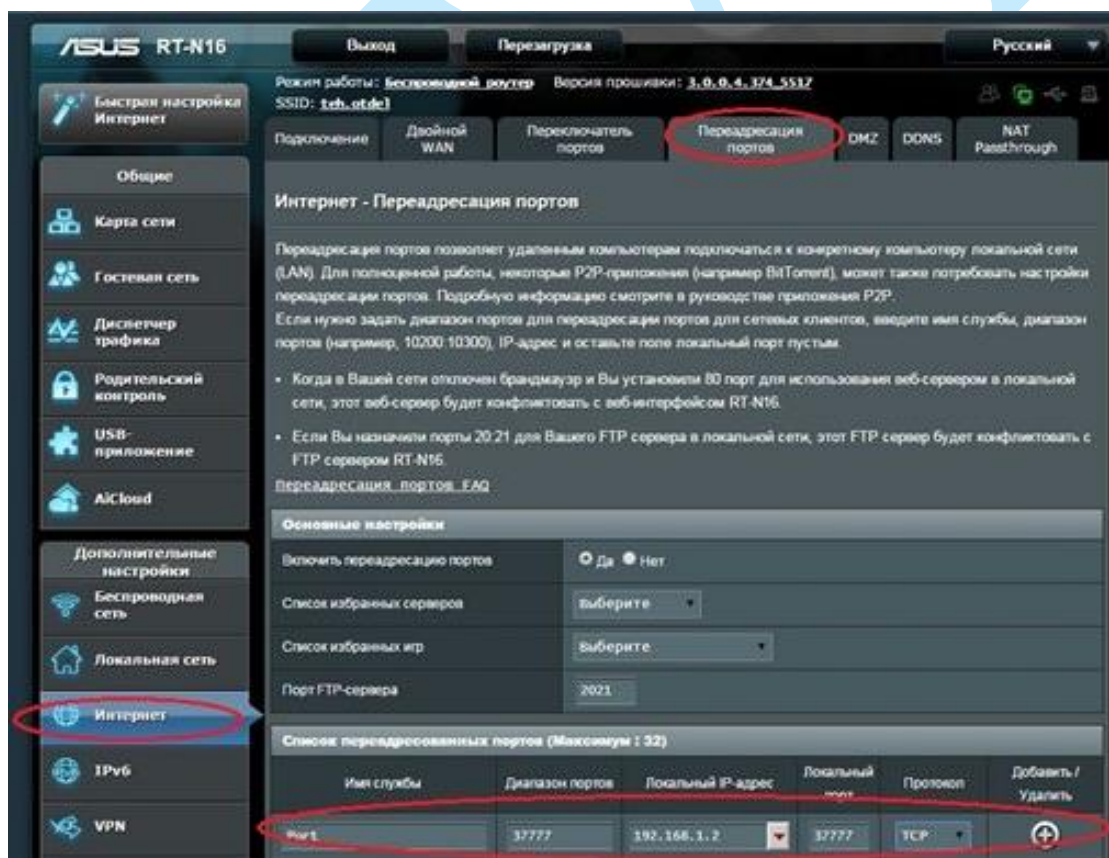 ASUS RT-N16
Выход
Перезагрузка
Русский
Быстрая настройка
Интернет
Режим работы: Беспроводной роутер Версия прошивки: 3.0.0.4.374_5517
SSID: teh.otdel
Подключение
Двойной
WAN
Переключатель
портов
Переадресация
портов
DMZ
DDNS
NAT
Passthrough
Общие
Карта сети
Гостевая сеть
Диспетчер
трафика
Родительский
контроль
USB-
приложение
AiCloud
Дополнительные
настройки
Беспроводная
сеть
Локальная сеть
Интернет
IPv6
VPN
Интернет - Переадресация портов
Переадресация портов позволяет удаленным компьютерам подключаться к конкретному компьютеру локальной сети
(LAN). Для полноценной работы, некоторые P2P-приложения (например BitTorrent), может также потребовать настройки
переадресации портов. Подробную информацию смотрите в руководстве приложения P2P.
Если нужно задать диапазон портов для переадресации портов для сетевых клиентов, введите имя службы, диапазон
портов (например, 10200:10300), IP-адрес и оставьте поле локальный порт пустым.
• Когда в Вашей сети отключен брандмауэр и Вы установили 80 порт для использования веб-сервером в локальной
сети, этот веб-сервер будет конфликтовать с веб-интерфейсом RT-N16.
• Если Вы назначили порты 20:21 для Вашего FTP сервера в локальной сети, этот FTP сервер будет конфликтовать с
FTP сервером RT-N16.
Переадресация портов FAQ
Основные настройки
Включить переадресацию портов Да Нет
Список избранных серверов Выберите
Список избранных игр Выберите
Порт FTP-сервера 2021
Список переадресованных портов (Максимум : 32)
Имя службы
Диапазон портов
Локальный IP-адрес
Локальный
порт
Протокол
Добавить /
Удалить
Port 37777 192.168.1.2 37777 TCP